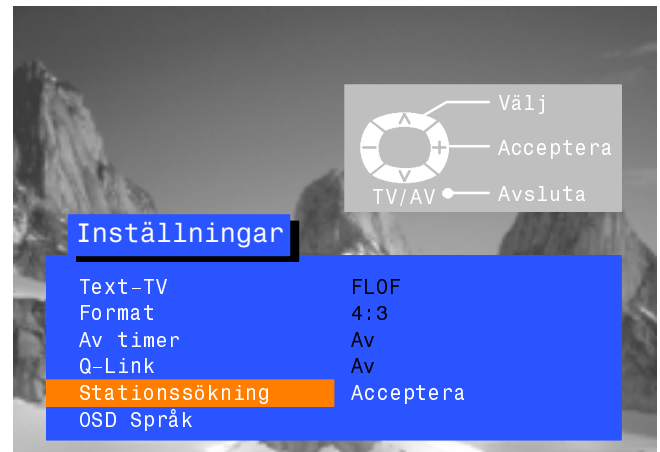 Välj
Acceptera
TV/AV Avsluta
Inställningar
Text-TV FLOF
Format 4:3
Av timer Av
Q-Link Av
Stationssökning Acceptera
OSD Språk